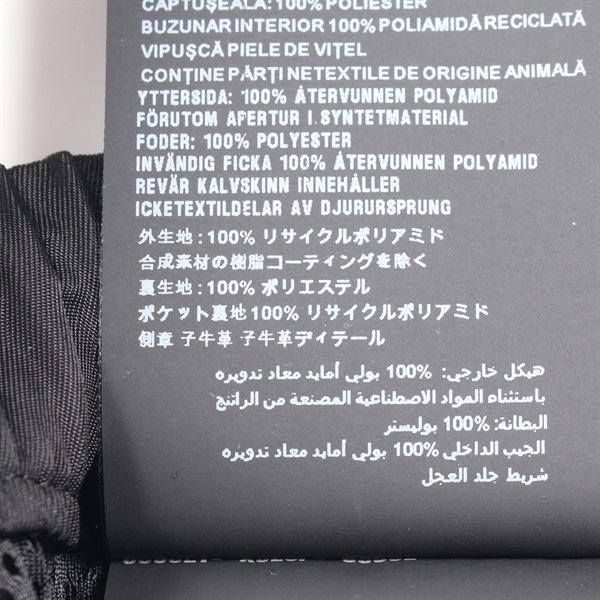 CĂPTUȘEALĂ: 100% POLIESTER
BUZUNAR INTERIOR 100% POLIAMIDĂ RECICLATĂ
VIPUȘCĂ PIELE DE VIȚEL
CONȚINE PĂRȚI NETEXTILE DE ORIGINE ANIMALĂ
YTTERSIDA: 100% ÅTERVUNNEN POLYAMID
FÖRUTOM APERTUR I SYNTETMATERIAL
FODER: 100% POLYESTER
INVÄNDIG FICKA 100% ÅTERVUNNEN POLYAMID
REVÄR KALVSKINN INNEHÅLLER
ICKETEXTILDELAR AV DJURURSPRUNG
外生地:100% リサイクルポリアミド
合成素材の樹脂コーティングを除く
裏生地:100% ポリエステル
ポケット裏地100% リサイクルポリアミド
側章 子牛革 子牛革ディテール
هيكل خارجي: 100% بولي أمايد معاد تدويره
باستثناء المواد الاصطناعية المصنعة من الراتنج
البطانة: 100% بوليستر
الجيب الداخلي 100% بولي أمايد معاد تدويره
شريط جلد العجل